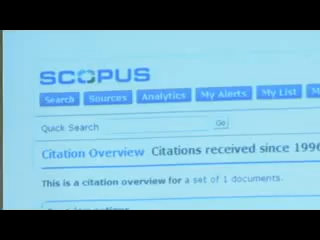 SCOPUS
Search Sources Analytics My Alerts My List
Quick Search Go
Citation Overview Citations received since 1996
This is a citation overview for a set of 1 documents.